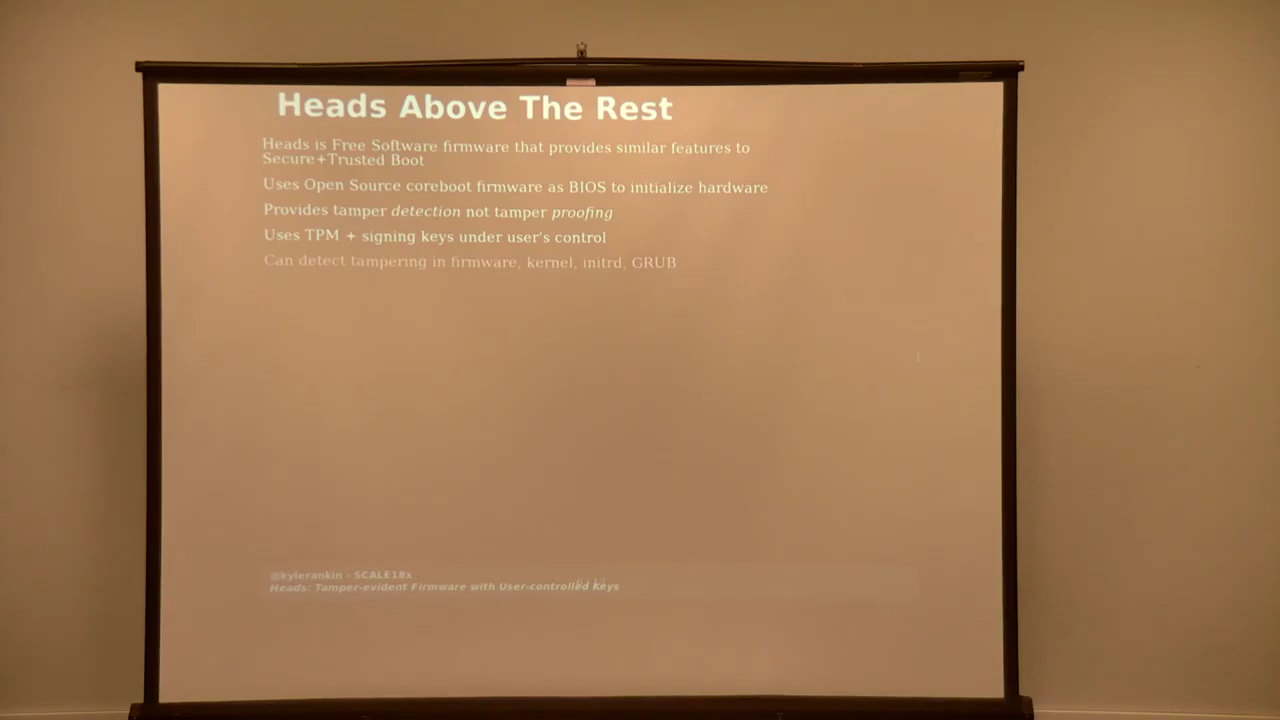 Heads Above The Rest
Heads is Free Software firmware that provides similar features to
Secure+Trusted Boot
Uses Open Source coreboot firmware as BIOS to initialize hardware
Provides tamper detection not tamper proofing
Uses TPM + signing keys under user's control
Can detect tampering in firmware, kernel, initrd, GRUB
@kylerankin - SCALE18x
Heads: Tamper-evident Firmware with User-controlled Keys